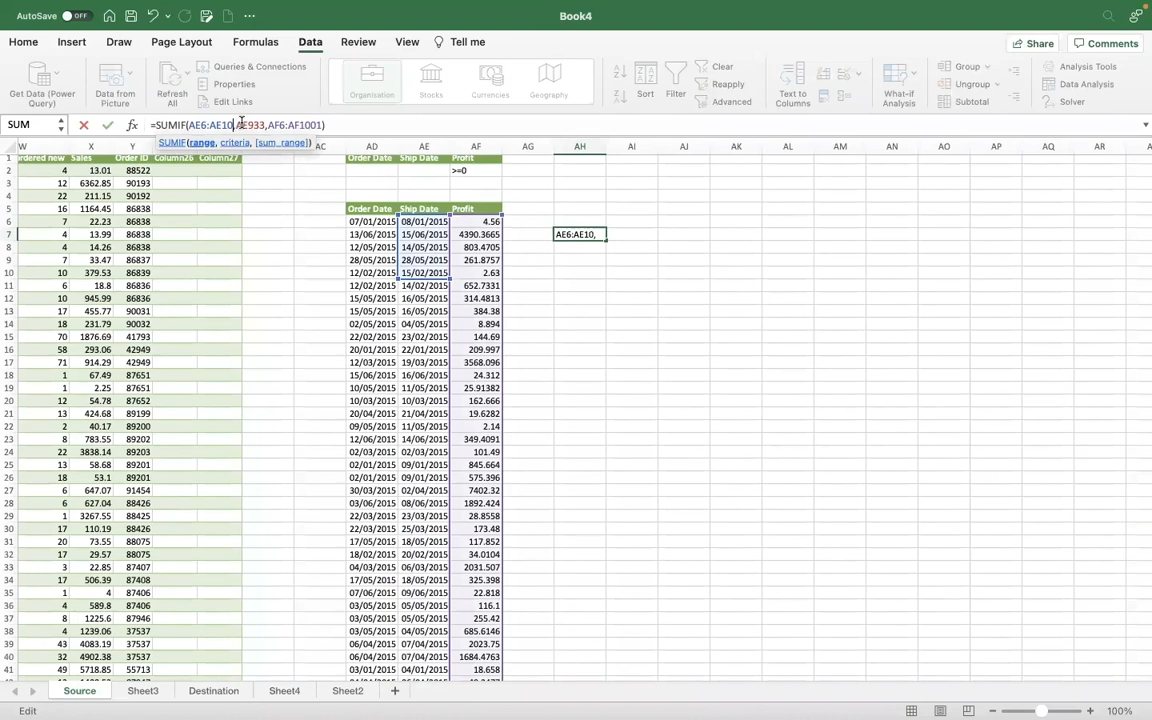 AutoSave OFF Book4
Home Insert Draw Page Layout Formulas Data Review View Tell me Share Comments
Get Data (Power Query) Data from Picture Refresh All Queries & Connections Properties Edit Links Organisation Stocks Currencies Geography Sort Filter Clear Reapply Advanced Text to Columns What-if Analysis Group Ungroup Subtotal Analysis Tools Data Analysis Solver
SUM fx =SUMIF(AE6:AE10,AE933,AF6:AF1001)
SUMIF(range, criteria, [sum_range])
W X Y AC AD AE AF AG AH AI AJ AK AL AM AN AO AP AQ AR AS
1 ordered new Sales Order ID Column26 Column27 Order Date Ship Date Profit
2 4 13.01 88522 >=0
3 12 6362.85 90193
4 22 211.15 90192
5 16 1164.45 86838 Order Date Ship Date Profit
6 7 22.23 86838 07/01/2015 08/01/2015 4.56
7 4 13.99 86838 13/06/2015 15/06/2015 4390.3665 AE6:AE10,
8 4 14.26 86838 12/05/2015 14/05/2015 803.4705
9 7 33.47 86837 28/05/2015 28/05/2015 261.8757
10 10 379.53 86839 12/02/2015 15/02/2015 2.63
11 6 18.8 86836 12/02/2015 14/02/2015 652.7331
12 10 945.99 86836 15/05/2015 16/05/2015 314.4813
13 17 455.77 90031 15/05/2015 16/05/2015 384.38
14 18 231.79 90032 02/05/2015 04/05/2015 8.894
15 70 1876.69 41793 22/02/2015 23/02/2015 144.69
16 58 293.06 42949 20/01/2015 22/01/2015 209.997
17 71 914.29 42949 12/03/2015 19/03/2015 3568.096
18 1 67.49 87651 15/06/2015 16/06/2015 24.312
19 1 2.25 87651 10/05/2015 11/05/2015 25.91382
20 12 54.78 87652 10/03/2015 10/03/2015 162.666
21 13 424.68 89199 20/04/2015 21/04/2015 19.6282
22 2 40.17 89200 09/05/2015 11/05/2015 2.14
23 8 783.55 89202 12/06/2015 14/06/2015 349.4091
24 22 3838.14 89203 02/03/2015 02/03/2015 101.49
25 13 58.68 89201 02/01/2015 09/01/2015 845.664
26 18 53.1 89201 02/01/2015 09/01/2015 575.396
27 6 647.07 91454 30/03/2015 02/04/2015 7402.32
28 6 627.04 88426 03/06/2015 08/06/2015 1892.424
29 1 3267.55 88425 22/03/2015 23/03/2015 28.8558
30 17 110.19 88426 22/03/2015 25/03/2015 173.48
31 20 73.55 88075 17/05/2015 18/05/2015 117.852
32 17 29.57 88075 18/02/2015 20/02/2015 34.0104
33 3 22.85 87407 04/03/2015 06/03/2015 2031.507
34 17 506.39 87408 17/05/2015 18/05/2015 325.398
35 1 4 87406 07/06/2015 09/06/2015 22.818
36 4 589.8 87406 03/05/2015 05/05/2015 116.1
37 8 1225.6 87946 03/05/2015 06/05/2015 255.42
38 4 1239.06 37537 03/05/2015 04/05/2015 685.6146
39 43 4083.19 37537 06/04/2015 07/04/2015 2023.75
40 32 4902.38 37537 06/04/2015 07/04/2015 1684.4763
41 49 5718.85 55713 03/01/2015 04/01/2015 18.658
Source Sheet3 Destination Sheet4 Sheet2
Edit 100%